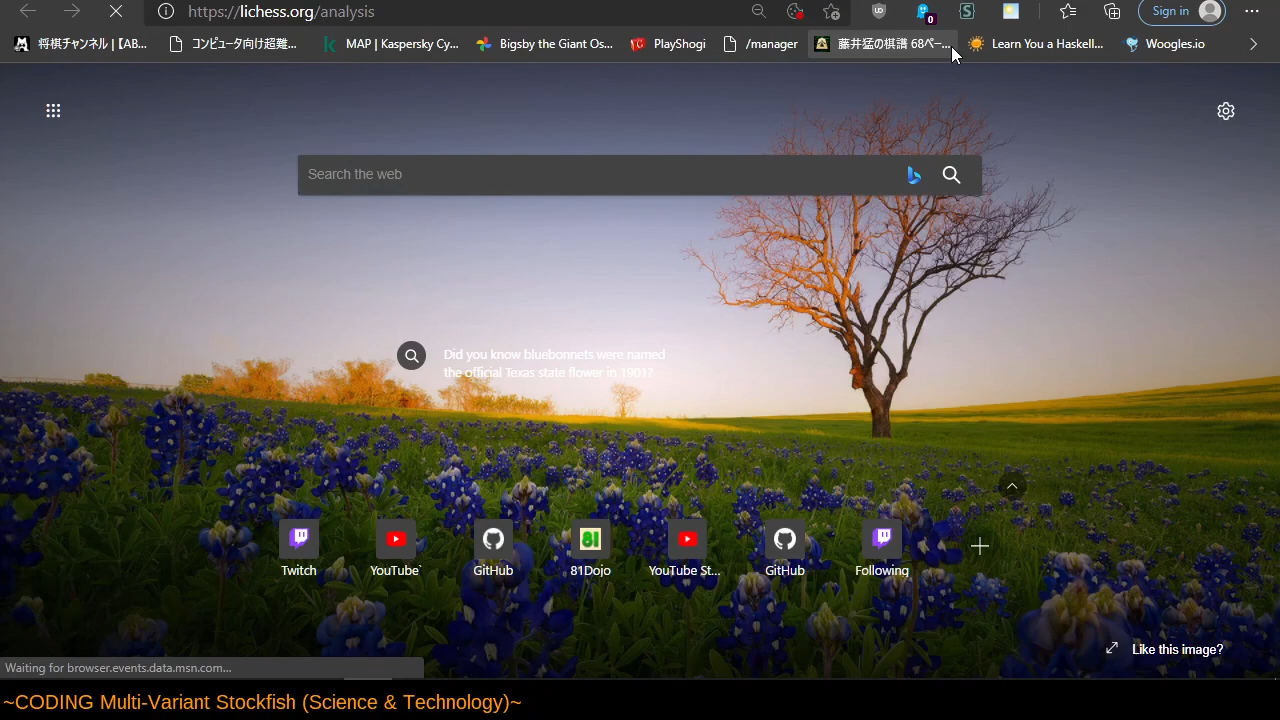 https://lichess.org/analysis
Sign in
将棋チャンネル |【AB...
コンピュータ向け超難...
MAP | Kaspersky Cy...
Bigsby the Giant Os...
PlayShogi
/manager
藤井猛の棋譜 68ペー...
Learn You a Haskell...
Woogles.io
Search the web
Did you know bluebonnets were named
the official Texas state flower in 1901?
Twitch
YouTube`
GitHub
81Dojo
YouTube St...
GitHub
Following
Like this image?
Waiting for browser.events.data.msn.com...
~CODING Multi-Variant Stockfish (Science & Technology)~